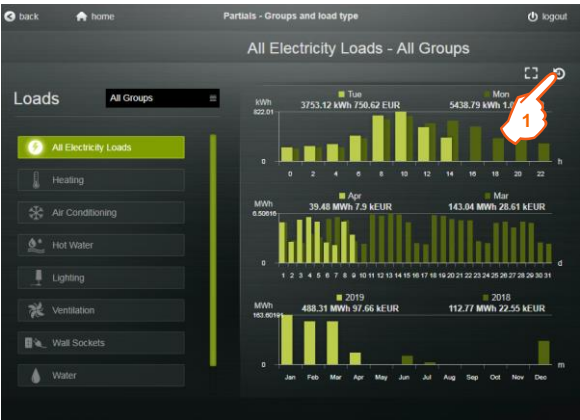 back home Partials - Groups and load type logout
All Electricity Loads - All Groups
Loads All Groups
All Electricity Loads
Heating
Air Conditioning
Hot Water
Lighting
Ventilation
Wall Sockets
Water
Tue Mon
kWh 3753.12 kWh 750.62 EUR 5438.79 kWh
822.01
0 h
0 2 4 6 8 10 12 14 16 18 20 22
1
Apr Mar
MWh 39.48 MWh 7.9 kEUR 143.04 MWh 28.61 kEUR
0 d
1 2 3 4 5 6 7 8 9 10 11 12 13 14 15 16 17 18 19 20 21 22 23 24 25 26 27 28 29 30 31
2019 2018
MWh 488.31 MWh 97.66 kEUR 112.77 MWh 22.55 kEUR
0 m
Jan Feb Mar Apr May Jun Jul Aug Sep Oct Nov Dec